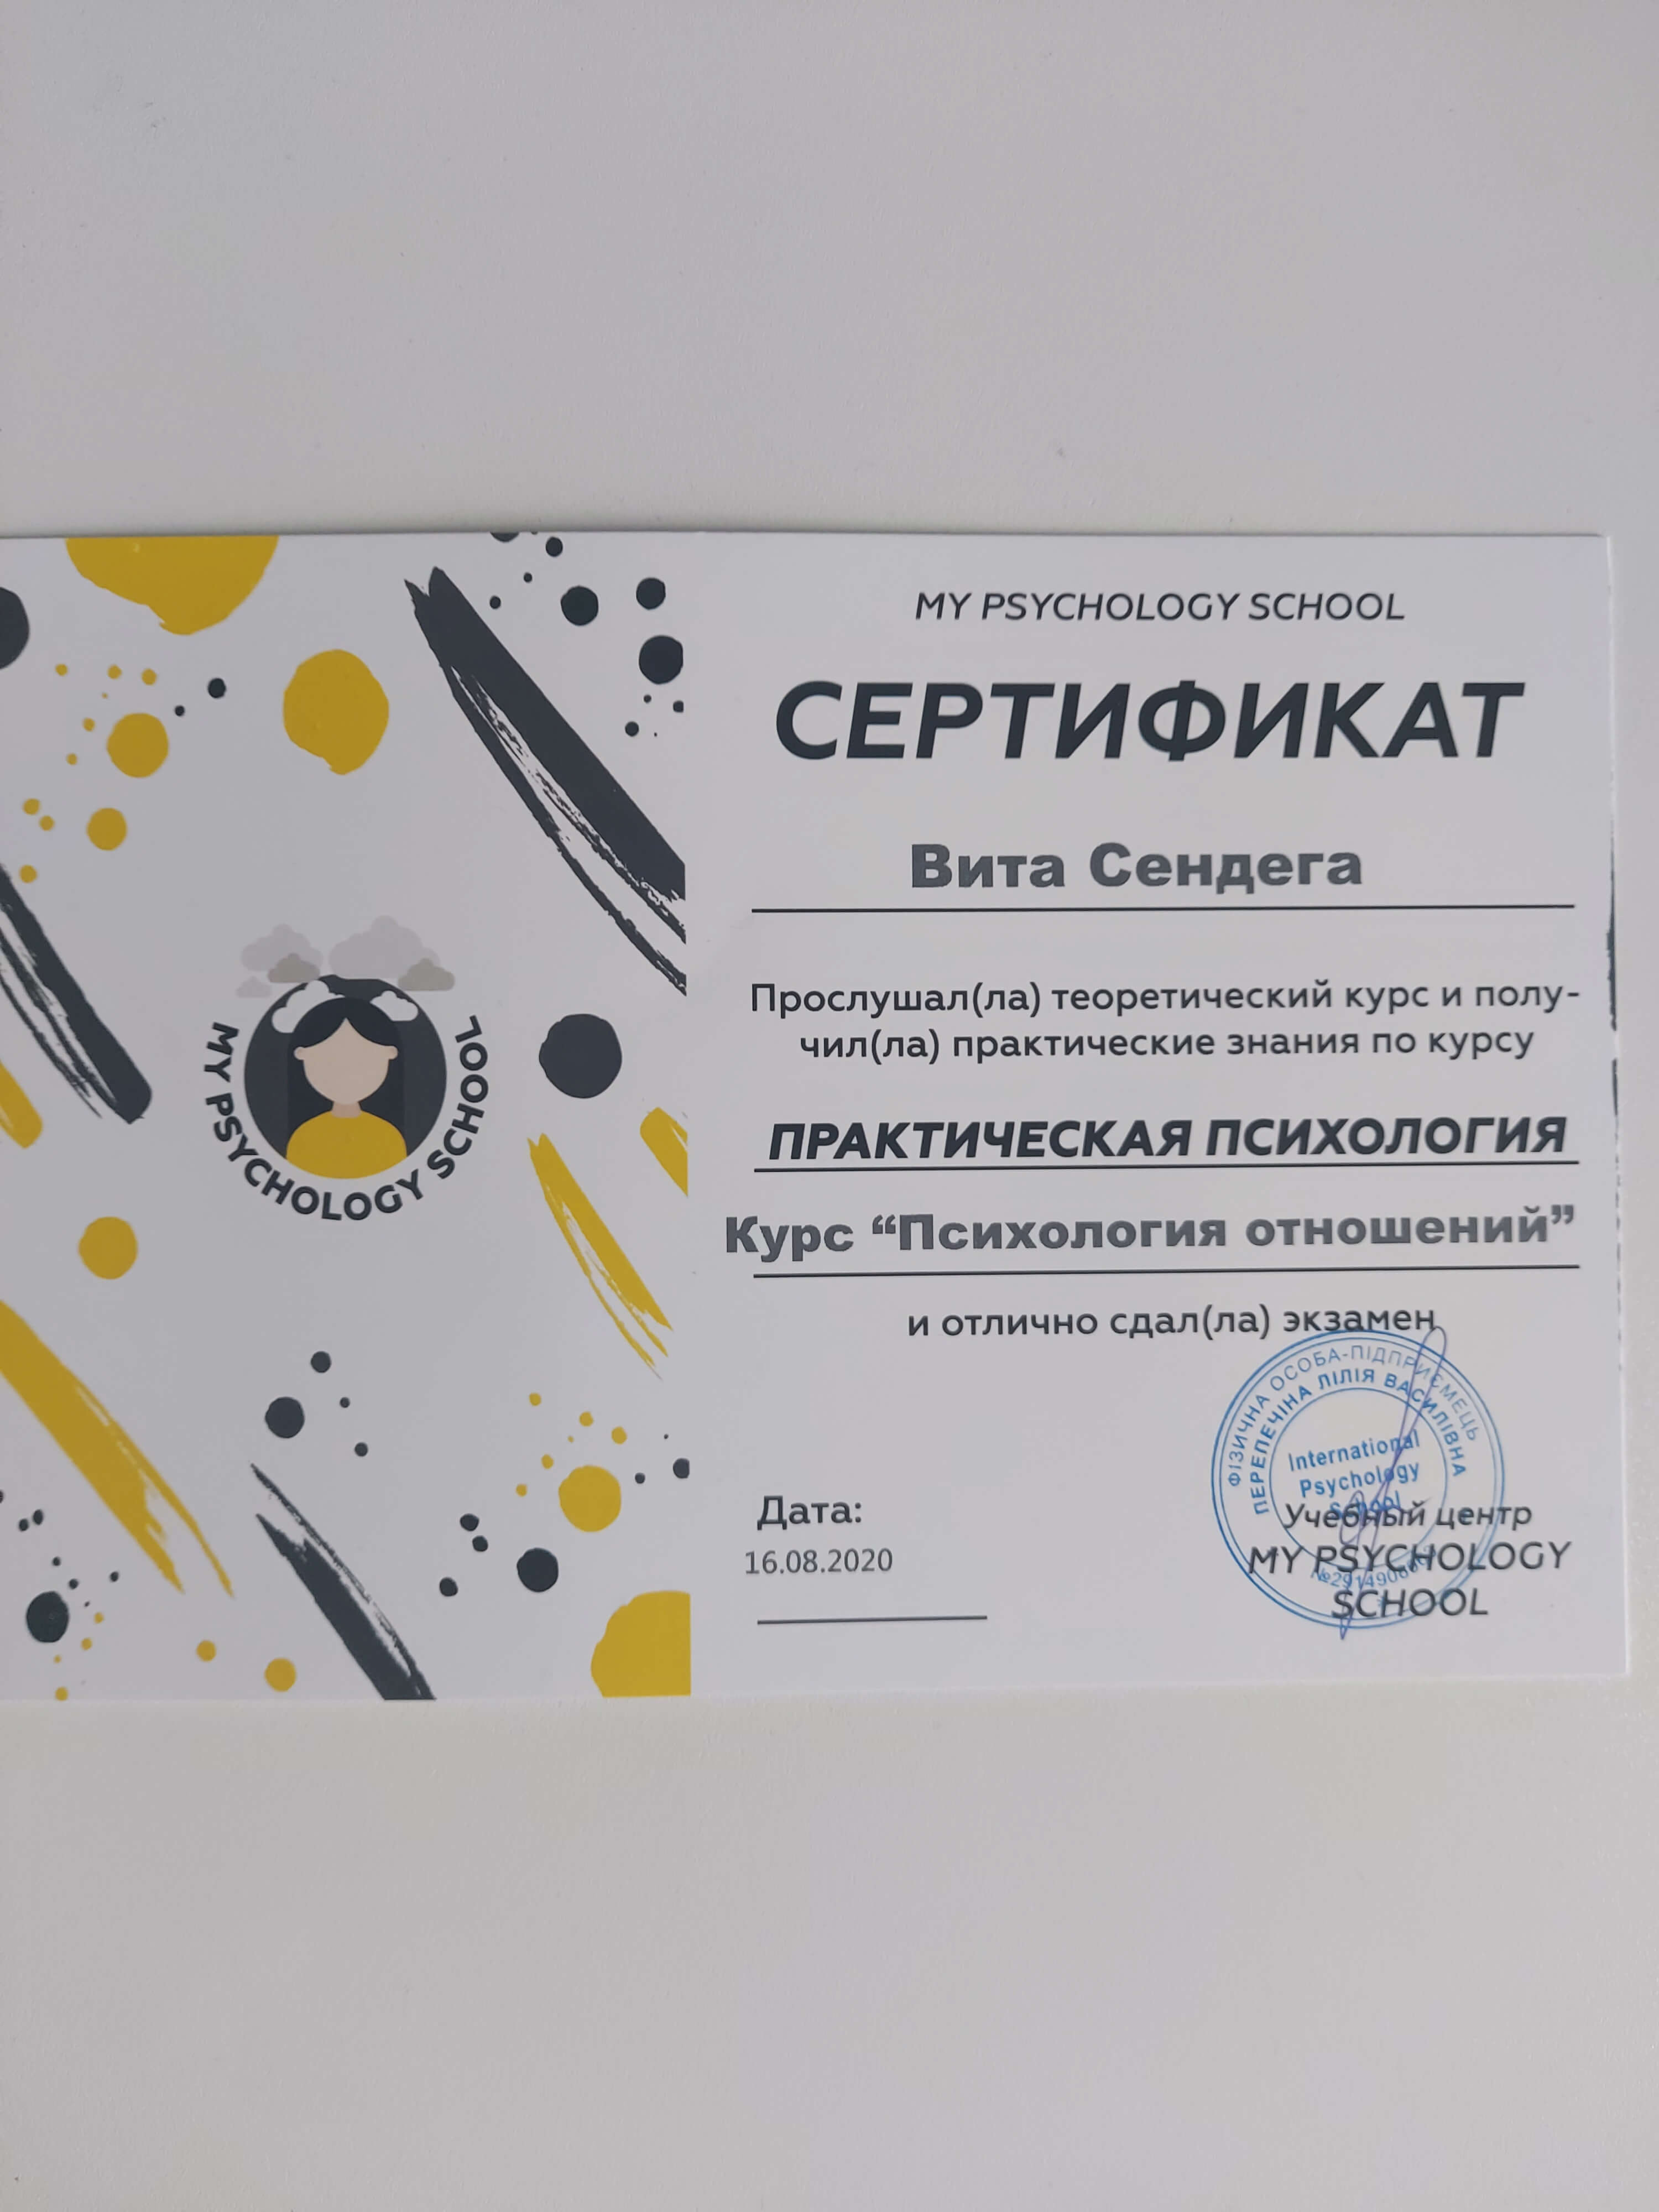 MY PSYCHOLOGY SCHOOL
MY PSYCHOLOGY SCHOOL
СЕРТИФИКАТ
Вита Сендега
Прослушал(ла) теоретический курс и полу-
чил(ла) практические знания по курсу
ПРАКТИЧЕСКАЯ ПСИХОЛОГИЯ
Курс “Психология отношений”
и отлично сдал(ла) экзамен
ФІЗИЧНА ОСОБА-ПІДПРИЄМЕЦЬ
ПЕРЕПЕЧІНА ЛІЛІЯ ВАСИЛІВНА
International
Psychology
School
Дата:
16.08.2020
Учебный центр
MY PSYCHOLOGY
SCHOOL